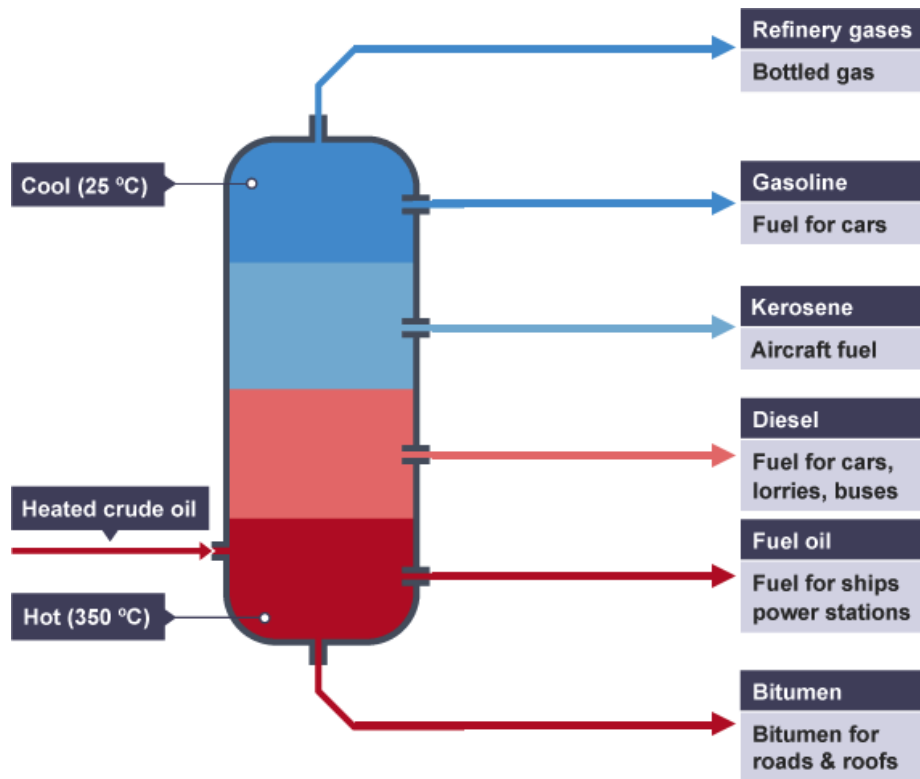 Refinery gases
Bottled gas
Cool (25 ºC)
Gasoline
Fuel for cars
Kerosene
Aircraft fuel
Diesel
Fuel for cars,
lorries, buses
Heated crude oil
Fuel oil
Fuel for ships
power stations
Hot (350 ºC)
Bitumen
Bitumen for
roads & roofs